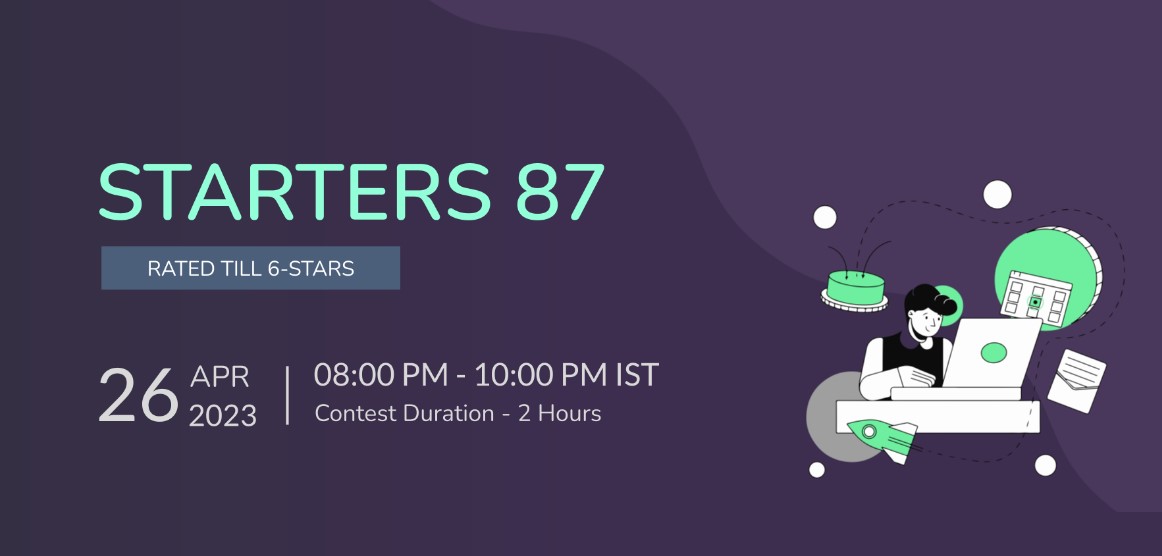 STARTERS 87
RATED TILL 6-STARS
26 APR 2023
08:00 PM - 10:00 PM IST
Contest Duration - 2 Hours